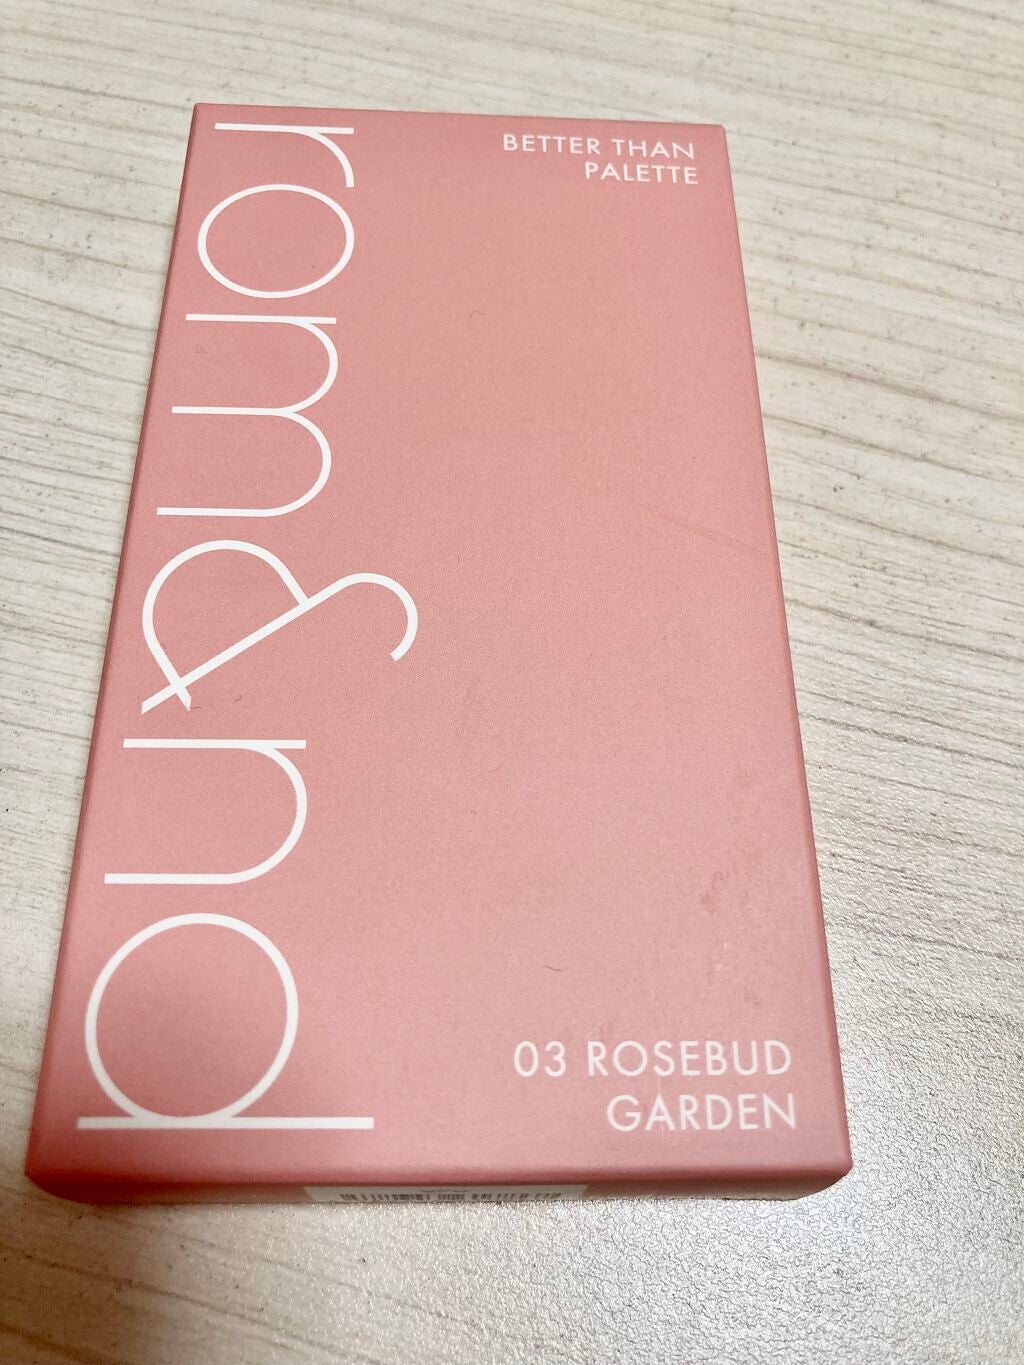 rom&nd
BETTER THAN
PALETTE
03 ROSEBUD
GARDEN